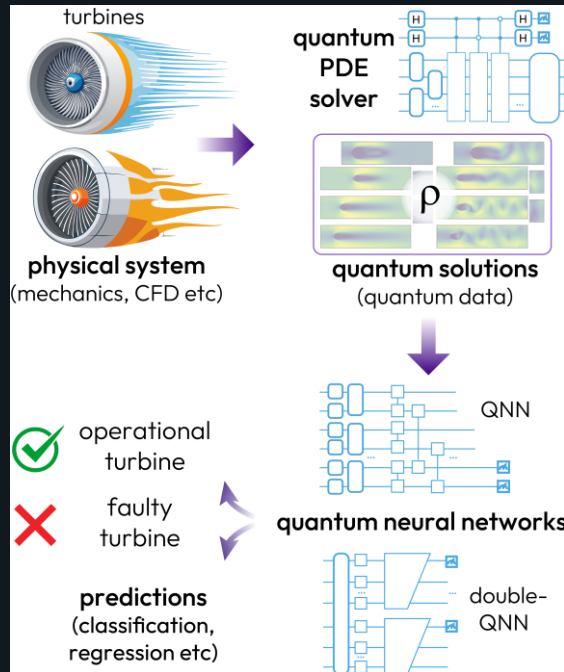 turbines
quantum
PDE
solver
H
H
H
H
...
...
ρ
physical system
(mechanics, CFD etc)
quantum solutions
(quantum data)
QNN
...
...
operational
turbine
faulty
turbine
quantum neural networks
predictions
(classification,
regression etc)
double-
QNN
...
...
...